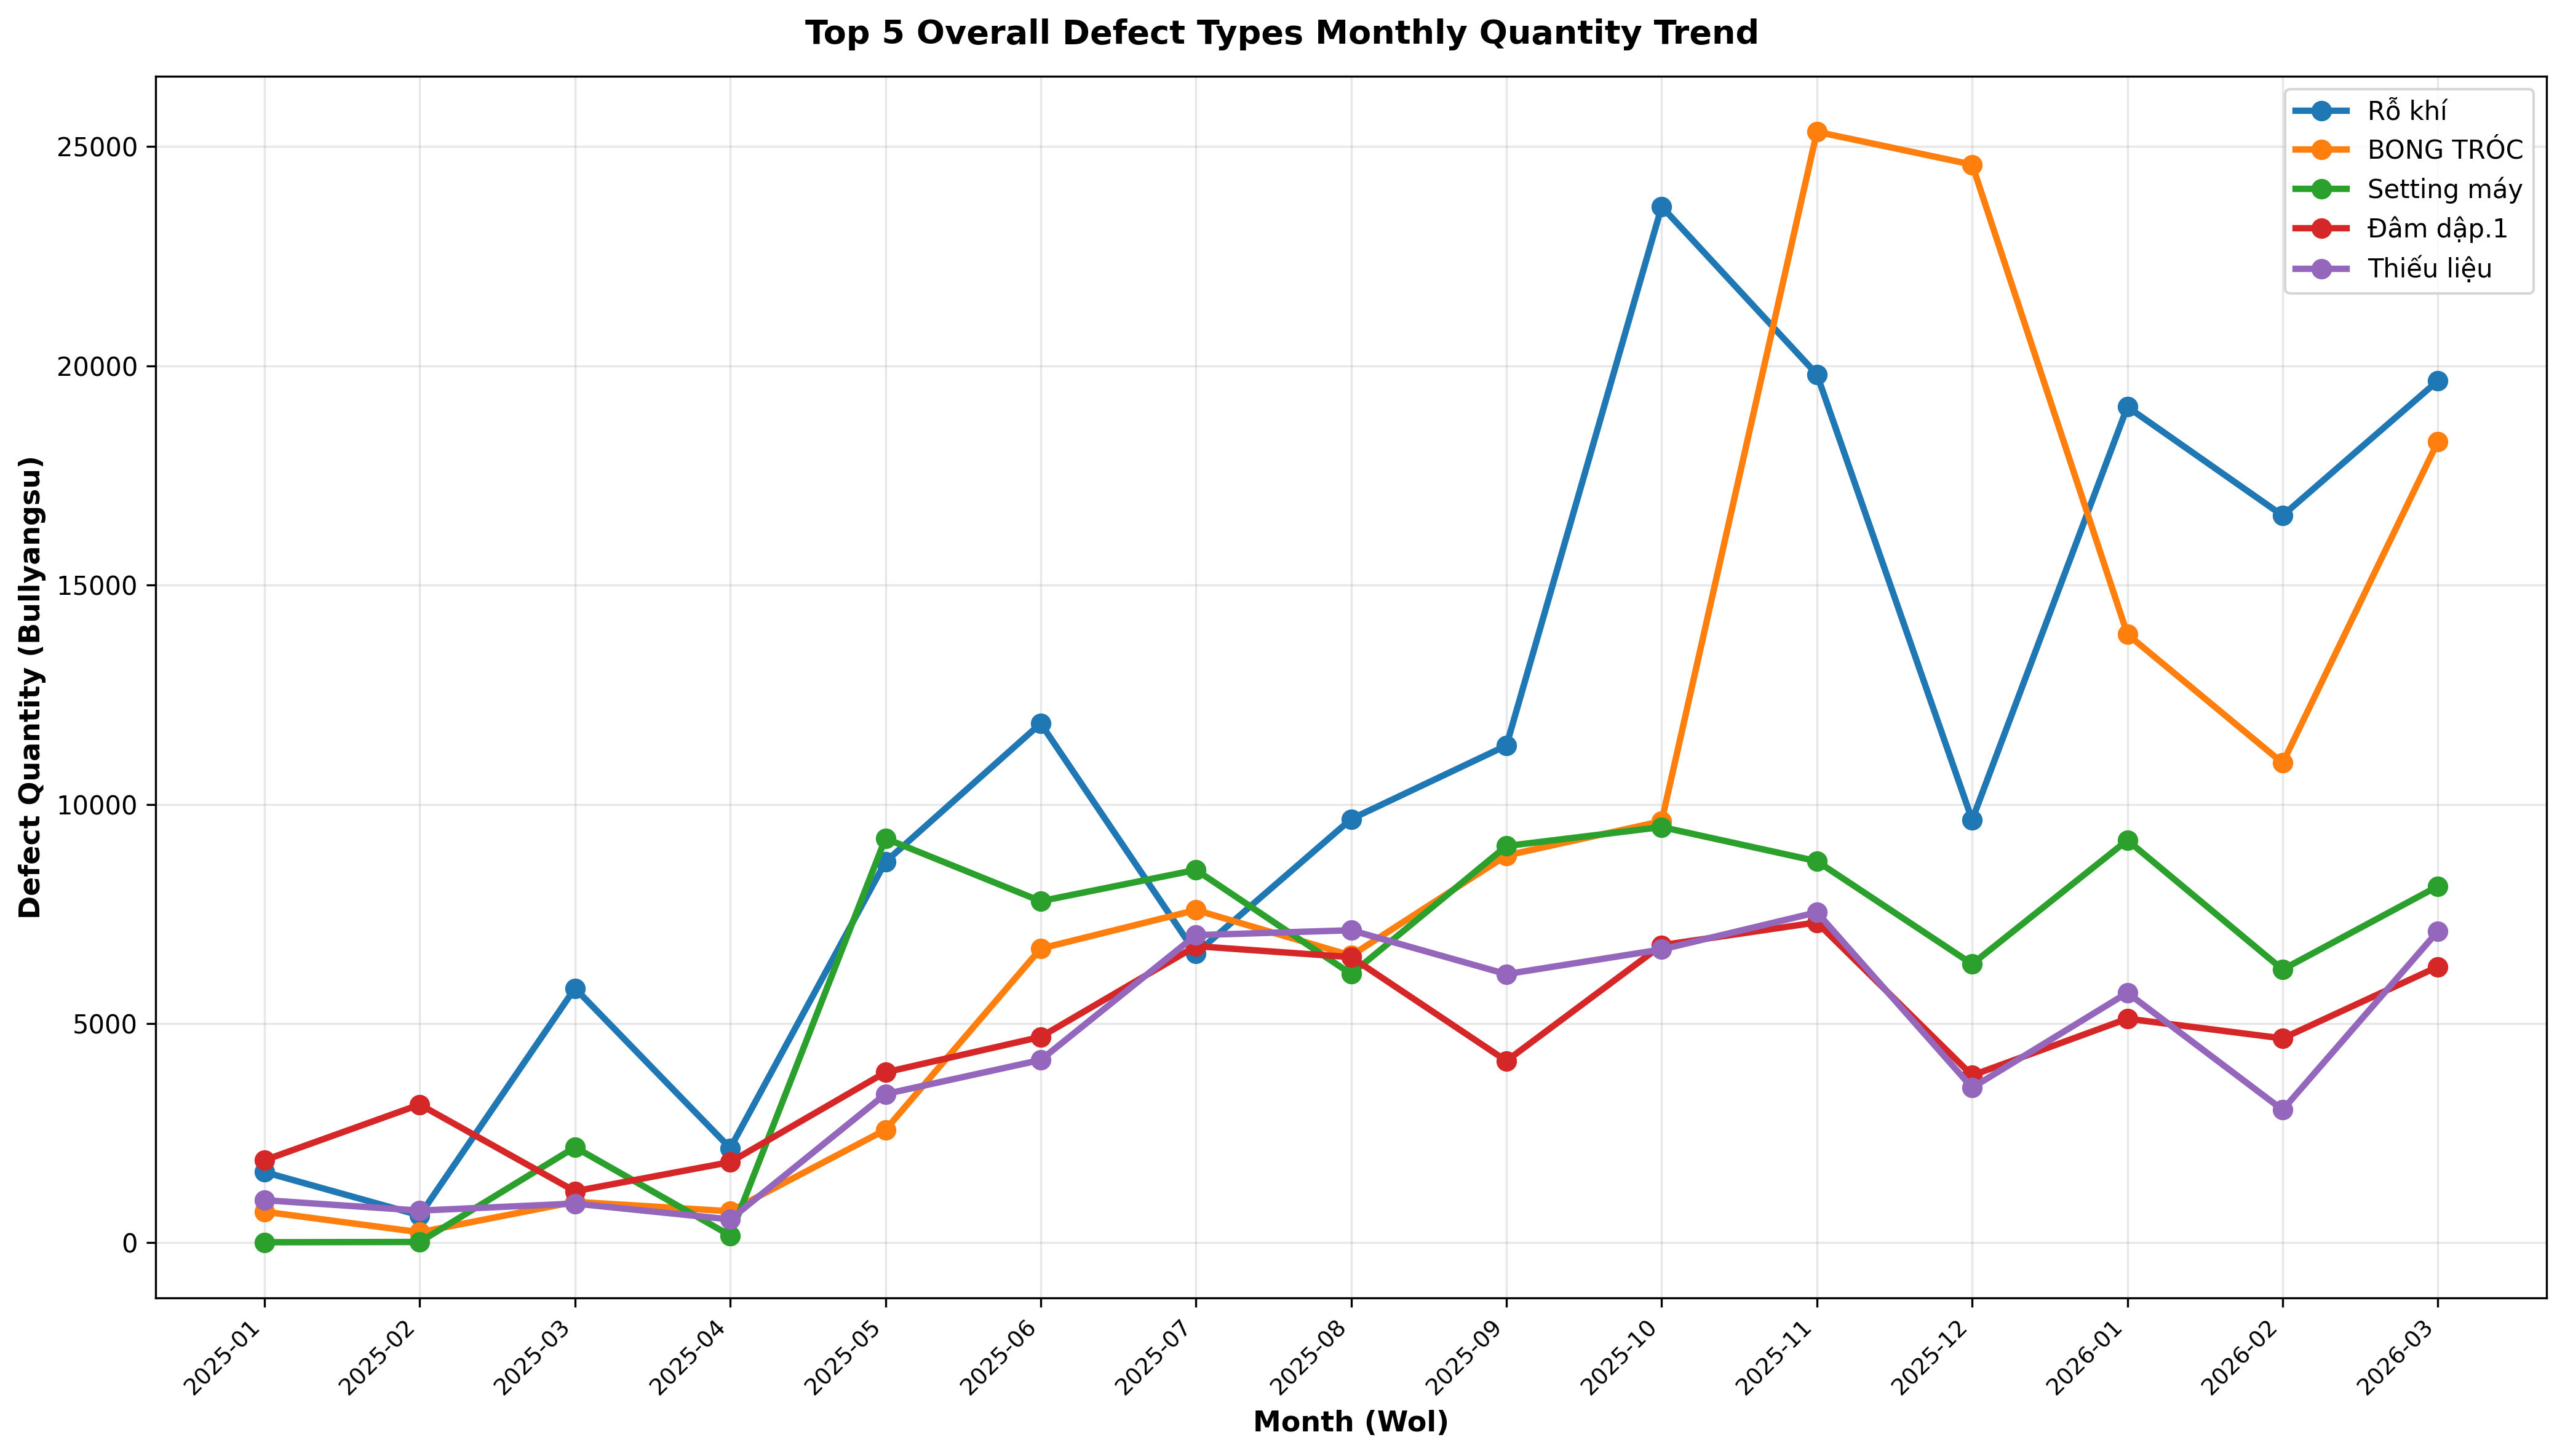 Top 5 Overall Defect Types Monthly Quantity Trend
Defect Quantity (Bullyangsu)
25000
20000
15000
10000
5000
0
Rỗ khí
BONG TRÓC
Setting máy
Đâm dập.1
Thiếu liệu
2025-01
2025-02
2025-03
2025-04
2025-05
2025-06
2025-07
2025-08
2025-09
2025-10
2025-11
2025-12
2026-01
2026-02
2026-03
Month (Wol)